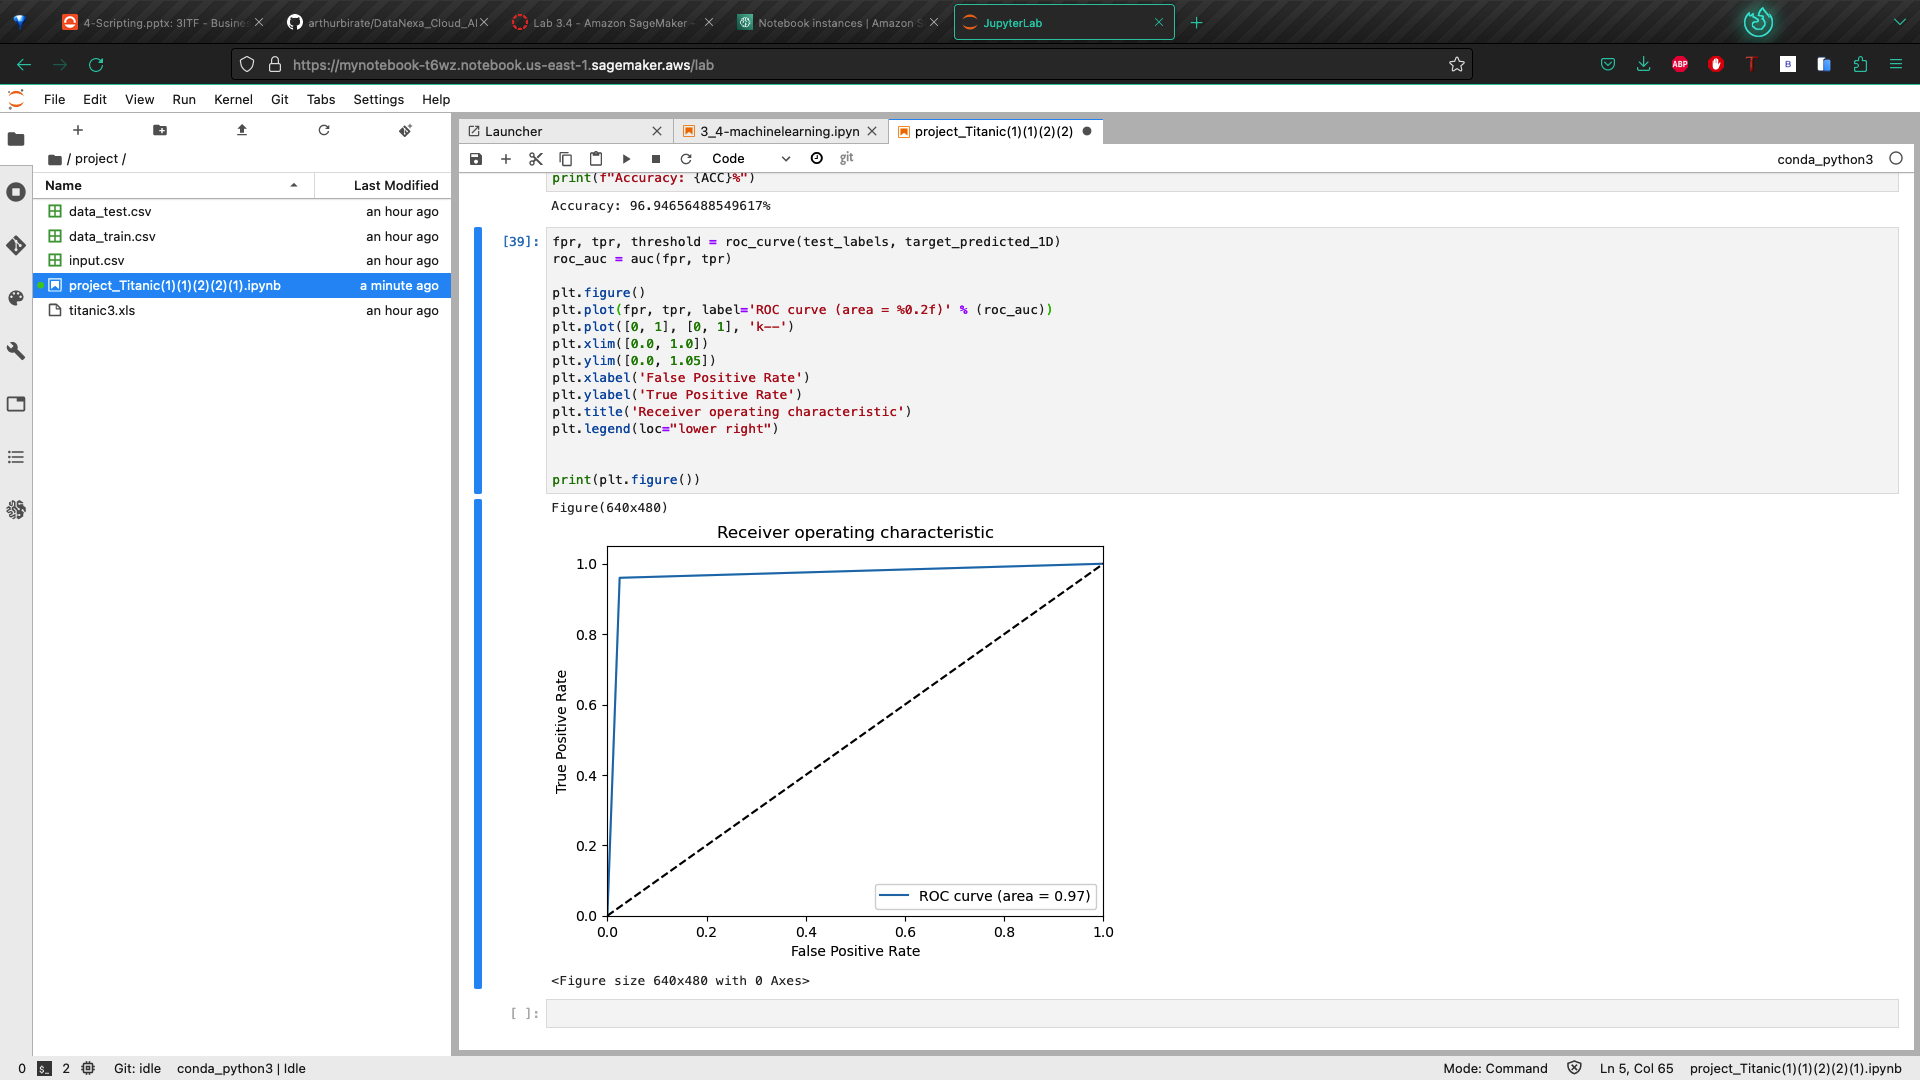 4-Scripting.pptx: 3ITF - Busine
arthurbirate/DataNexa_Cloud_AI
Lab 3.4 - Amazon SageMaker -
Notebook instances | Amazon S
JupyterLab
https://mynotebook-t6wz.notebook.us-east-1.sagemaker.aws/lab
ABP
T
B
File Edit View Run Kernel Git Tabs Settings Help
/ project /
Name Last Modified
data_test.csv an hour ago
data_train.csv an hour ago
input.csv an hour ago
project_Titanic(1)(1)(2)(2)(1).ipynb a minute ago
titanic3.xls an hour ago
Launcher
3_4-machinelearning.ipyn
project_Titanic(1)(1)(2)(2)
Code
git
conda_python3
print(f"Accuracy: {ACC}%")
Accuracy: 96.94656488549617%
[39]:
fpr, tpr, threshold = roc_curve(test_labels, target_predicted_1D)
roc_auc = auc(fpr, tpr)
plt.figure()
plt.plot(fpr, tpr, label='ROC curve (area = %0.2f)' % (roc_auc))
plt.plot([0, 1], [0, 1], 'k--')
plt.xlim([0.0, 1.0])
plt.ylim([0.0, 1.05])
plt.xlabel('False Positive Rate')
plt.ylabel('True Positive Rate')
plt.title('Receiver operating characteristic')
plt.legend(loc="lower right")
print(plt.figure())
Figure(640x480)
Receiver operating characteristic
1.0
0.8
0.6
0.4
0.2
0.0
True Positive Rate
ROC curve (area = 0.97)
0.0 0.2 0.4 0.6 0.8 1.0
False Positive Rate
<Figure size 640x480 with 0 Axes>
[ ]:
0 $_ 2 Git: idle conda_python3 | Idle
Mode: Command Ln 5, Col 65 project_Titanic(1)(1)(2)(2)(1).ipynb